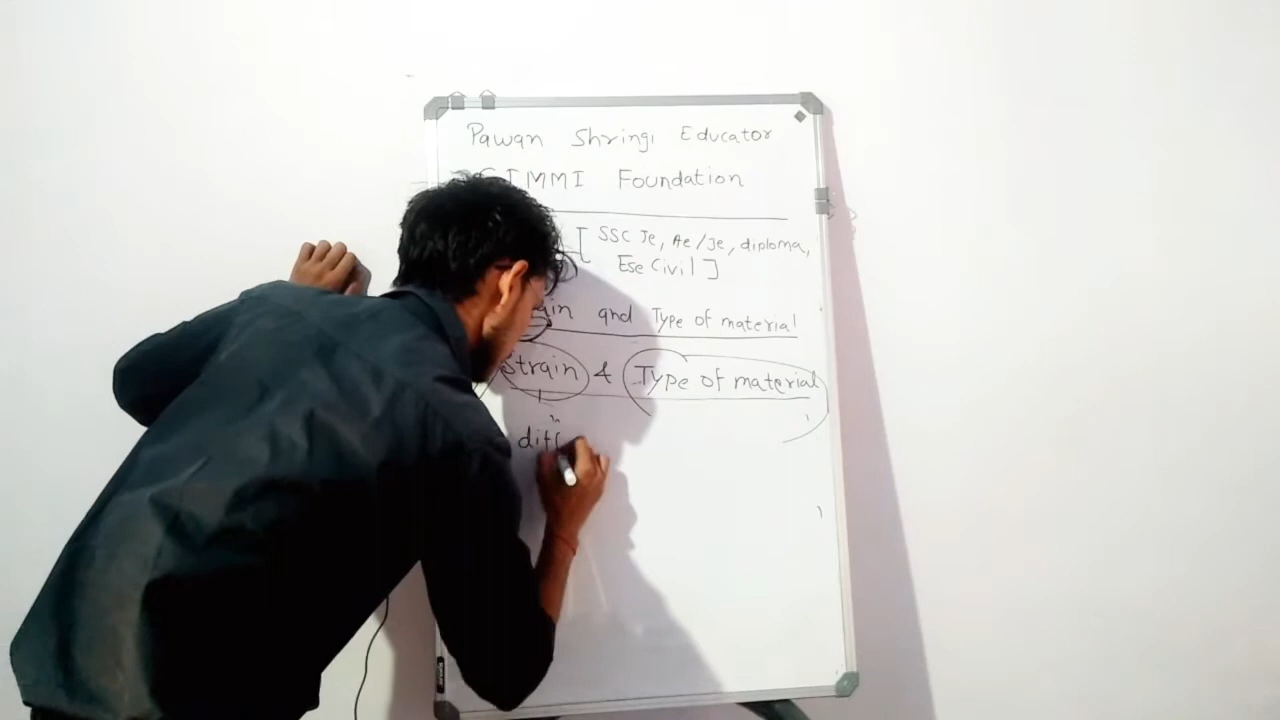 Pawan Shringi Educator
IMMI Foundation
[ SSC Je, Ae/Je, diploma,
Ese Civil ]
and Type of material
Strain & Type of material
diff